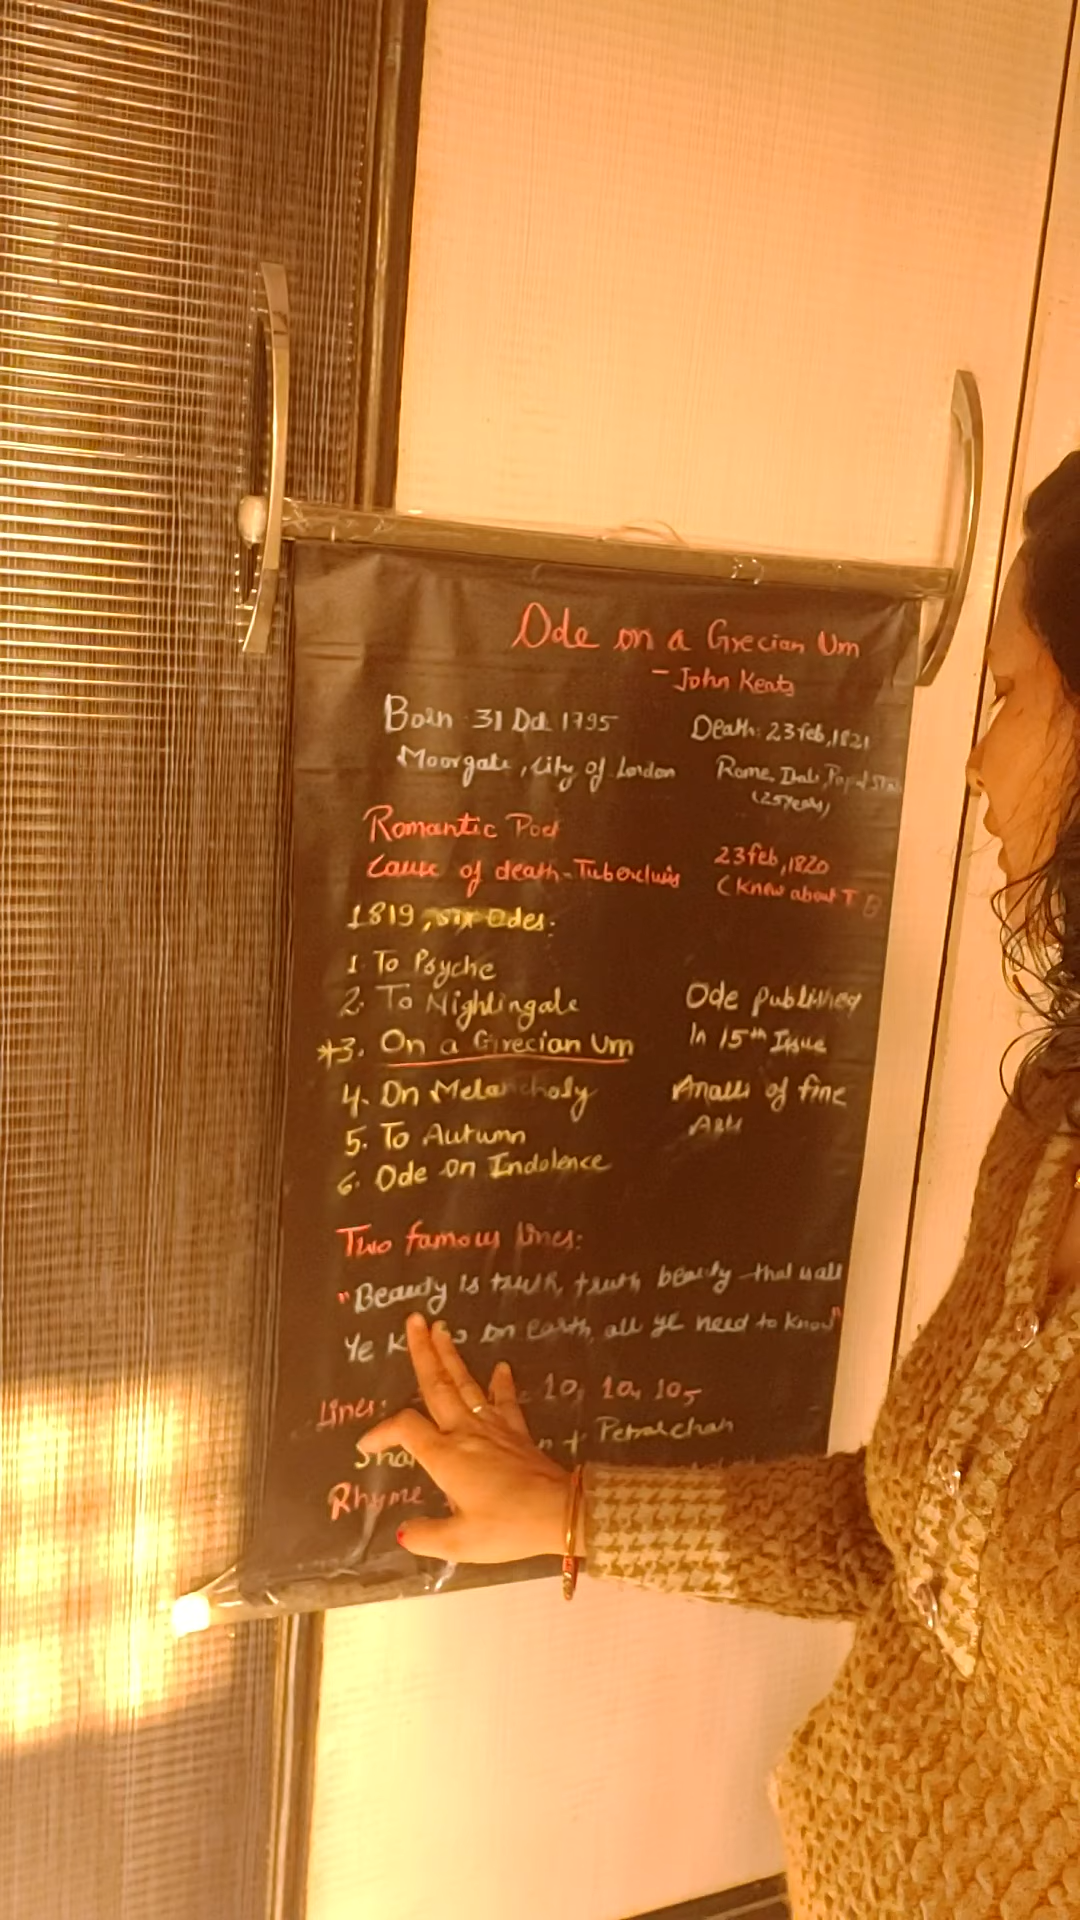 Ode on a Grecian Urn
- John Keats
Born 31 Oct 1795
Death: 23 feb, 1821
Moorgate, City of London
Rome,
(25 years)
Romantic Poet
Cause of death - Tuberclusis
23 feb, 1820
(Knew about T B
1819, six Odes:
1. To Psyche
2. To Nightingale
*3. On a Grecian Urn
4. On Melancholy
5. To Autumn
6. Ode on Indolence
Ode published
In 15th Issue
of fine
Two famous lines:
"Beauty is truth, truth beauty - that is all
Ye on earth, all ye need to know"
Lines: 10, 10, 10,
+ Petrarchan
Rhyme